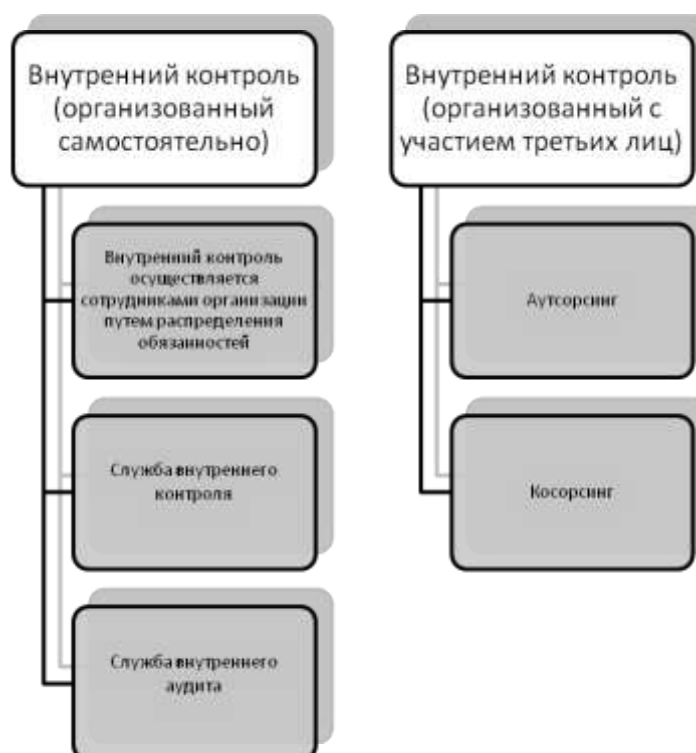 Внутренний контроль
(организованный
самостоятельно)
Внутренний контроль
осуществляется
сотрудниками организации
путем распределения
обязанностей
Служба внутреннего
контроля
Служба внутреннего
аудита
Внутренний контроль
(организованный с
участием третьих лиц)
Аутсорсинг
Косорсинг